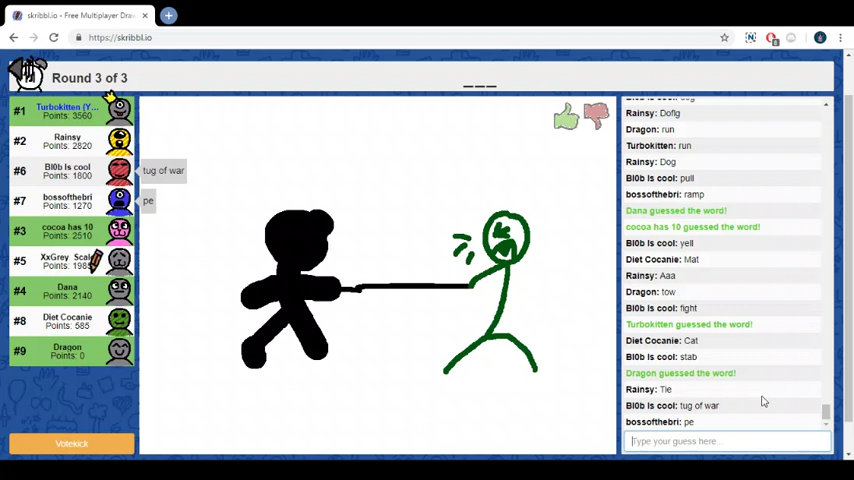 skribbl.io - Free Multiplayer Dra
https://skribbl.io
Round 3 of 3
___
#1
Turbokitten (Y...
Points: 3560
#2
Rainsy
Points: 2820
#6
Bl0b Is cool
Points: 1800
tug of war
#7
bossofthebri
Points: 1270
pe
#3
cocoa has 10
Points: 2510
#5
XxGrey_Scal
Points: 1985
#4
Dana
Points: 2140
#8
Diet Cocanie
Points: 585
#9
Dragon
Points: 0
Votekick
Rainsy: Dofig
Dragon: run
Turbokitten: run
Rainsy: Dog
Bl0b Is cool: pull
bossofthebri: ramp
Dana guessed the word!
cocoa has 10 guessed the word!
Bl0b Is cool: yell
Diet Cocanie: Mat
Rainsy: Aaa
Dragon: tow
Bl0b Is cool: fight
Turbokitten guessed the word!
Diet Cocanie: Cat
Bl0b Is cool: stab
Dragon guessed the word!
Rainsy: Tie
Bl0b Is cool: tug of war
bossofthebri: pe
Type your guess here...